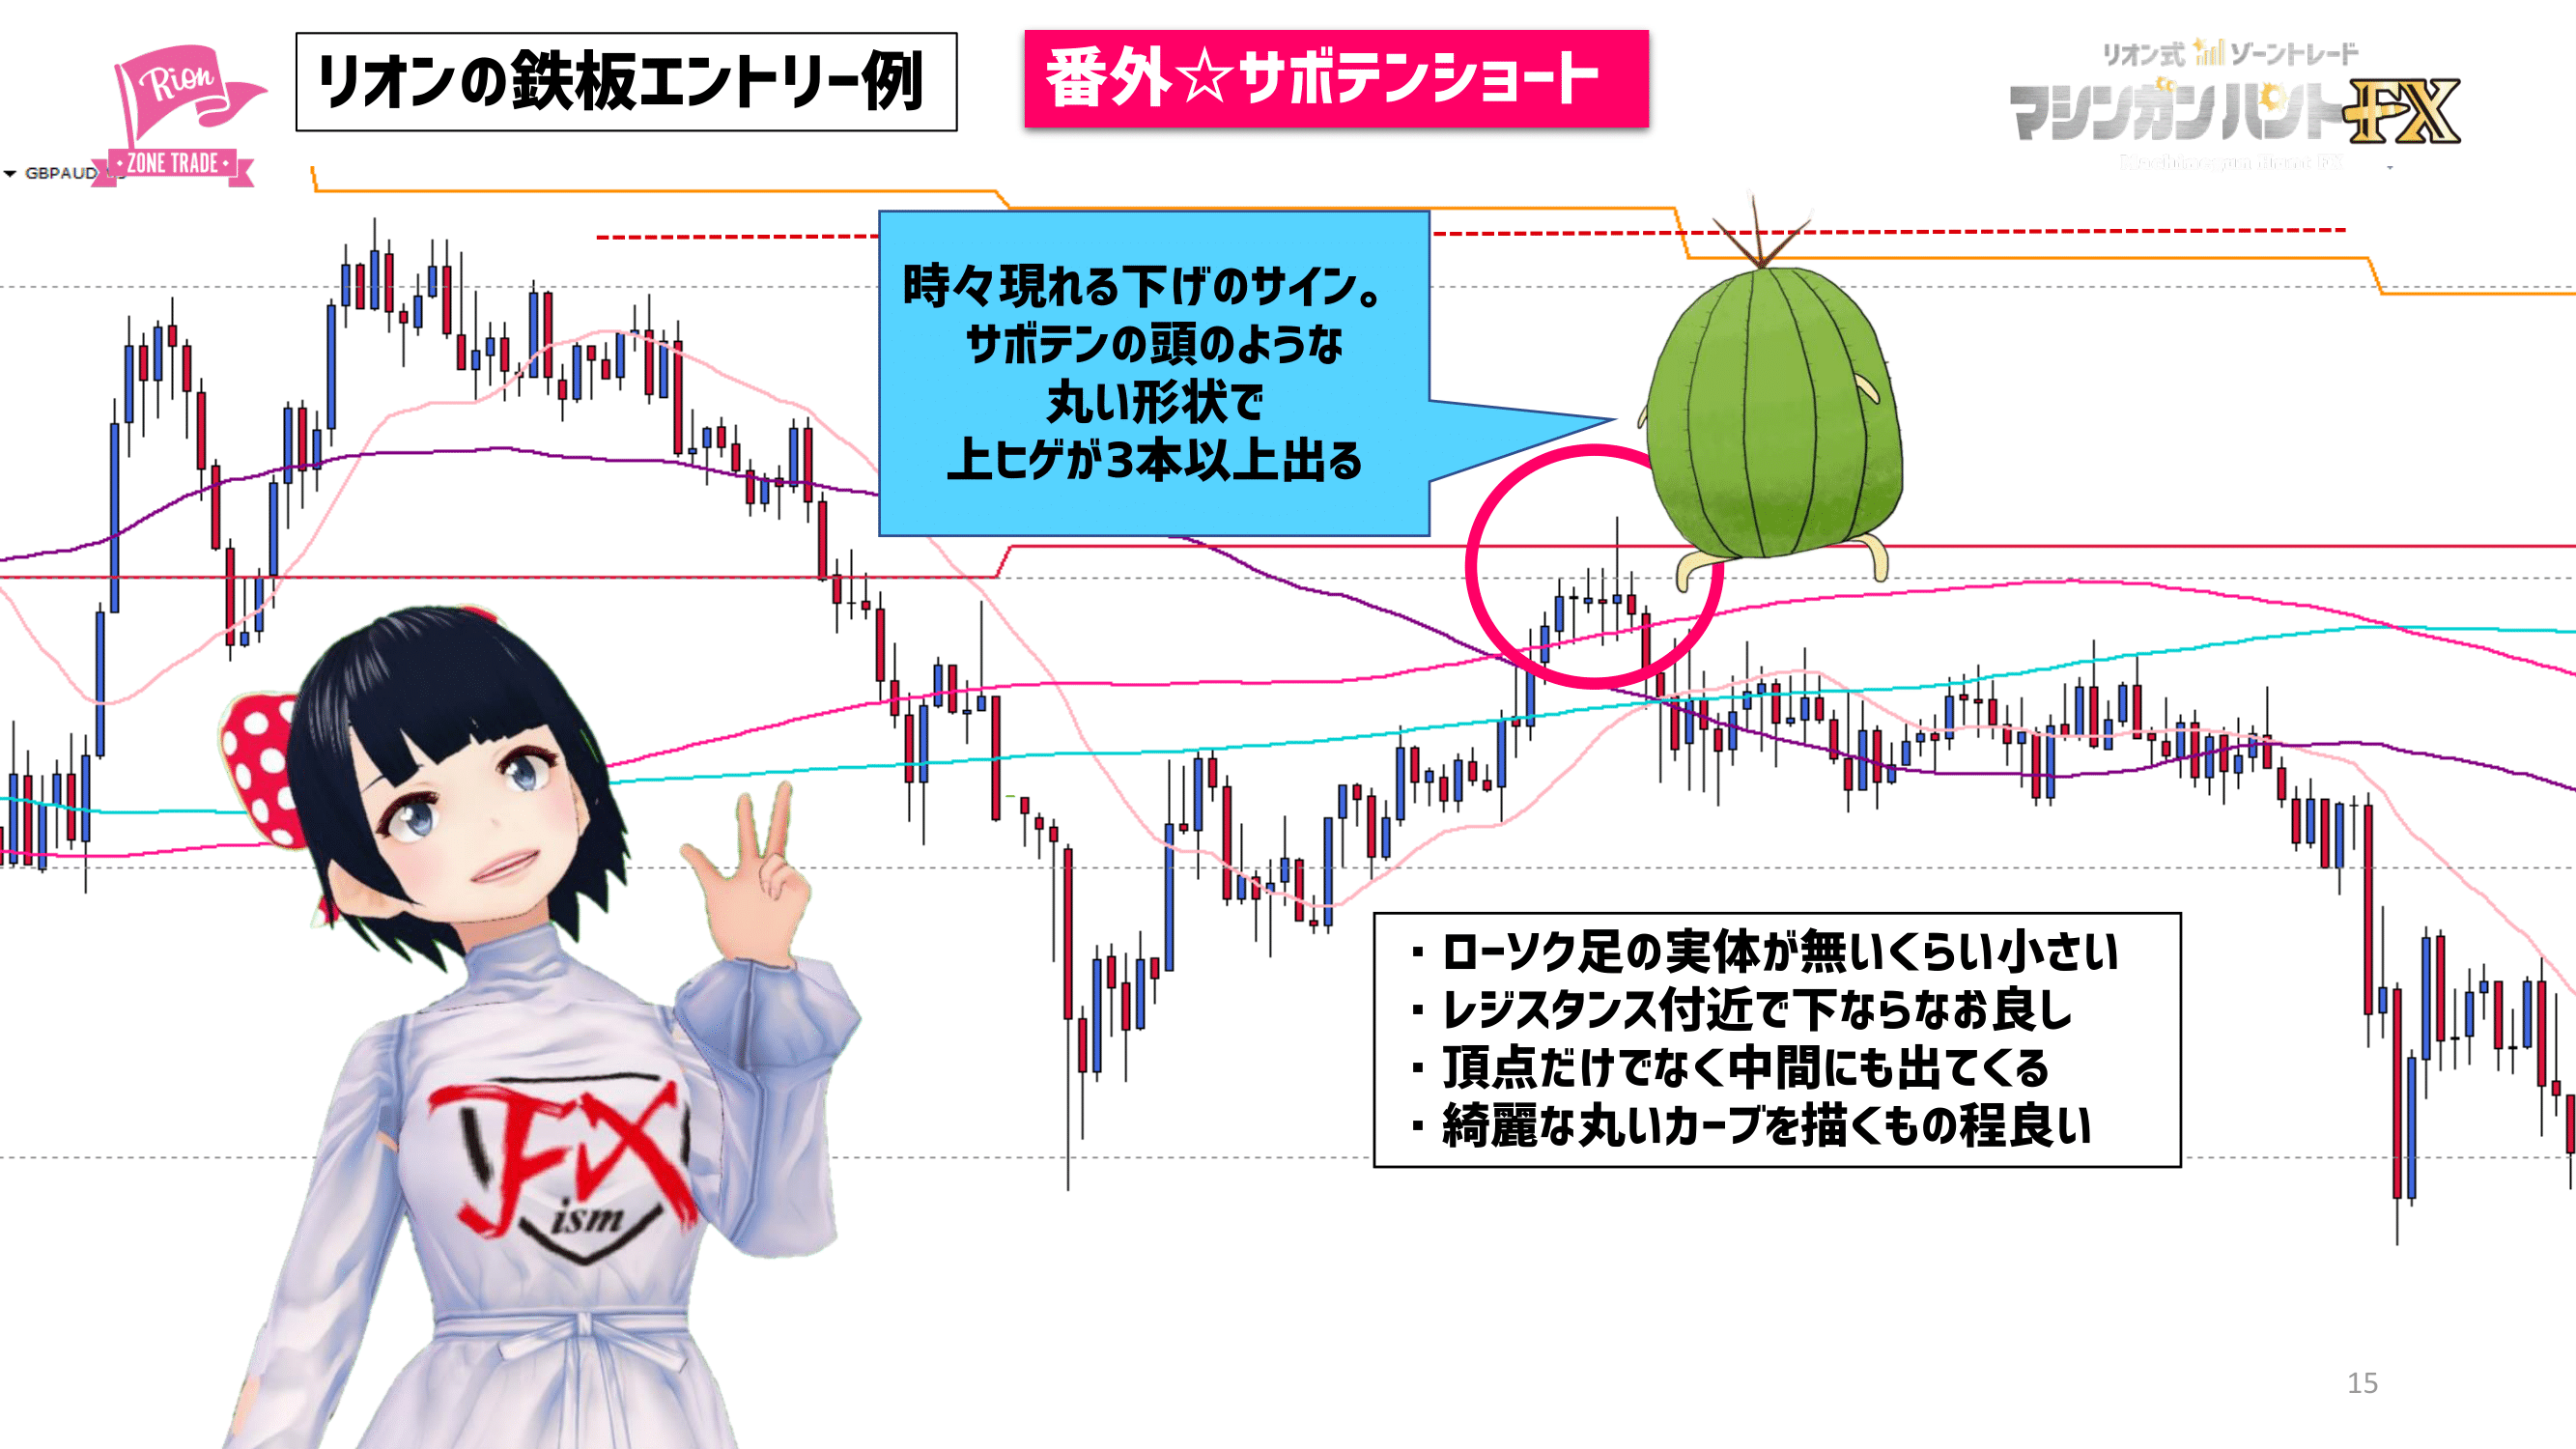 Rion
ZONE TRADE
リオンの鉄板エントリー例
番外☆サボテンショート
リオン式 ゾーントレード
マシンガンハントFX
GBPAUD
時々現れる下げのサイン。
サボテンの頭のような
丸い形状で
上ヒゲが3本以上出る
・ローソク足の実体が無いくらい小さい
・レジスタンス付近で下ならなお良し
・頂点だけでなく中間にも出てくる
・綺麗な丸いカーブを描くもの程良い
FX
ism
15